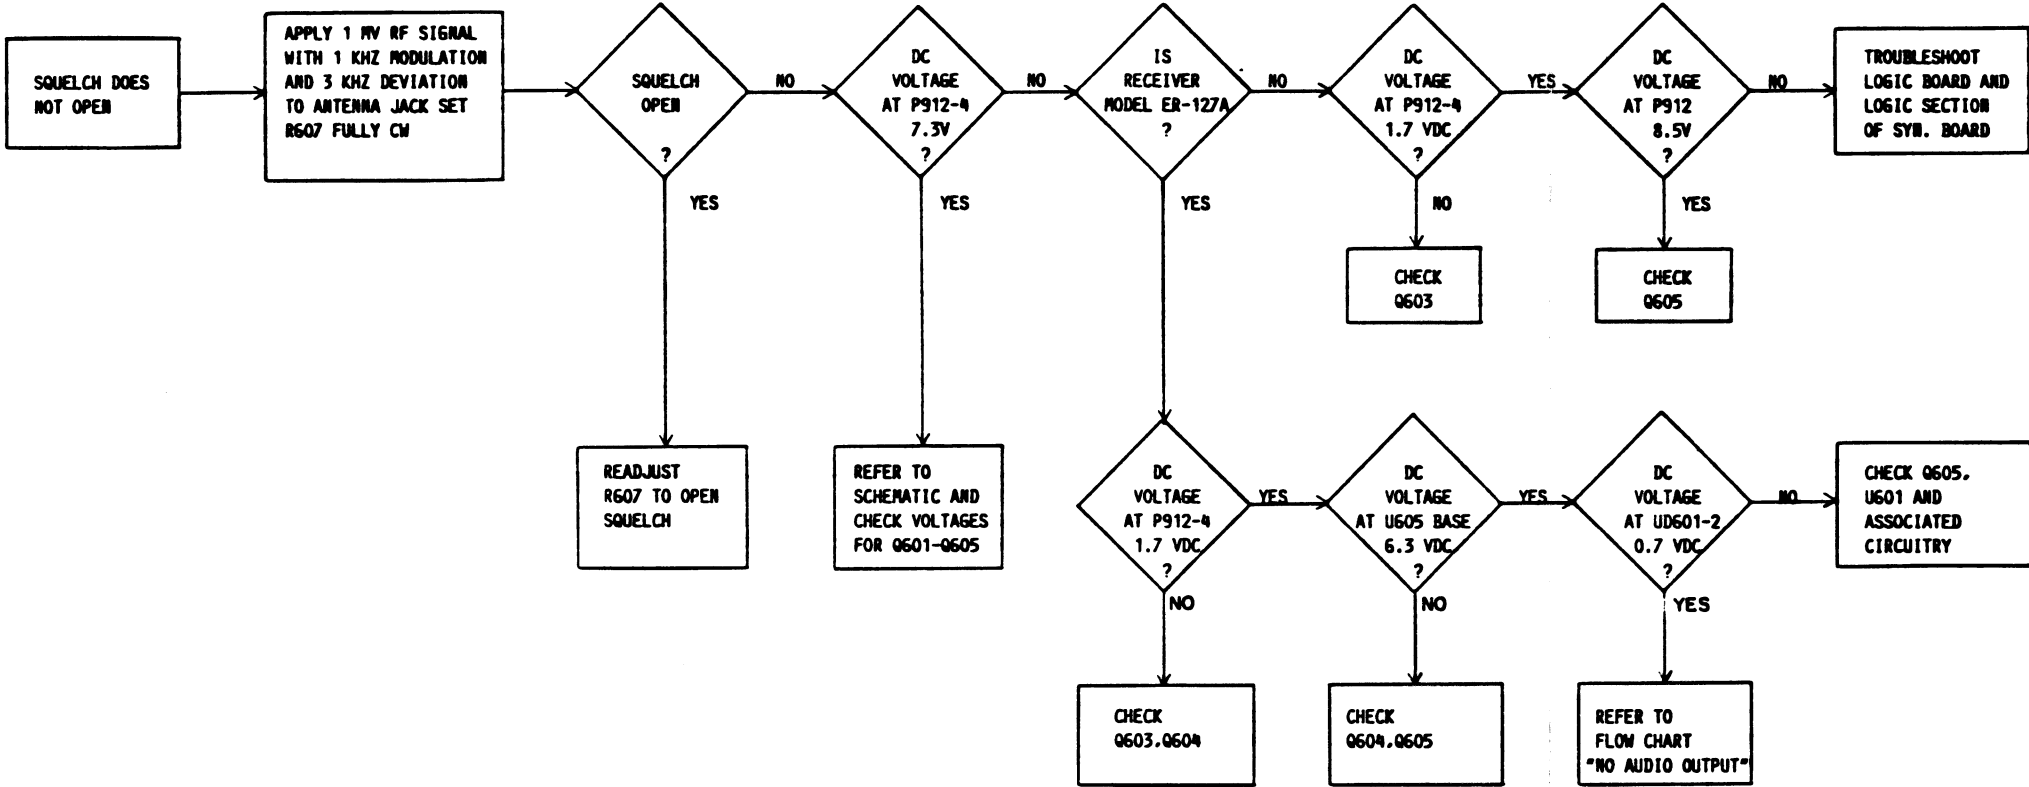 SQUELCH DOES
NOT OPEN
APPLY 1 MV RF SIGNAL
WITH 1 KHZ MODULATION
AND 3 KHZ DEVIATION
TO ANTENNA JACK SET
R607 FULLY CW
SQUELCH
OPEN
?
NO
YES
DC
VOLTAGE
AT P912-4
7.3V
?
NO
YES
IS
RECEIVER
MODEL ER-127A
?
NO
YES
DC
VOLTAGE
AT P912-4
1.7 VDC
?
YES
NO
DC
VOLTAGE
AT P912
8.5V
?
NO
YES
TROUBLESHOOT
LOGIC BOARD AND
LOGIC SECTION
OF SYN. BOARD
CHECK
Q603
CHECK
Q605
READJUST
R607 TO OPEN
SQUELCH
REFER TO
SCHEMATIC AND
CHECK VOLTAGES
FOR Q601-Q605
DC
VOLTAGE
AT P912-4
1.7 VDC
?
YES
NO
DC
VOLTAGE
AT U605 BASE
6.3 VDC
?
YES
NO
DC
VOLTAGE
AT UD601-2
0.7 VDC
?
NO
YES
CHECK Q605,
U601 AND
ASSOCIATED
CIRCUITRY
CHECK
Q603,Q604
CHECK
Q604,Q605
REFER TO
FLOW CHART
"NO AUDIO OUTPUT"